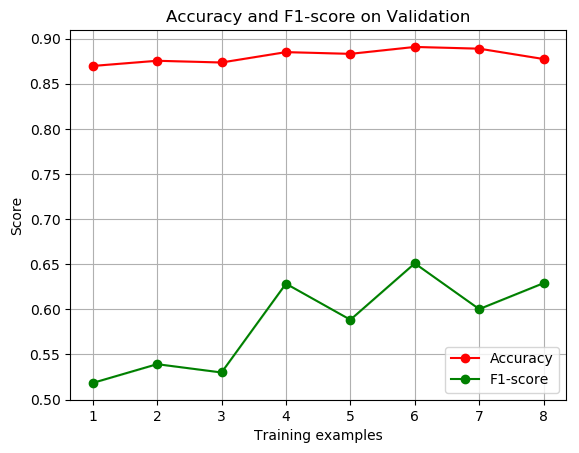 Accuracy and F1-score on Validation
0.90
0.85
0.80
0.75
0.70
0.65
0.60
0.55
0.50
Score
Accuracy
F1-score
1 2 3 4 5 6 7 8
Training examples